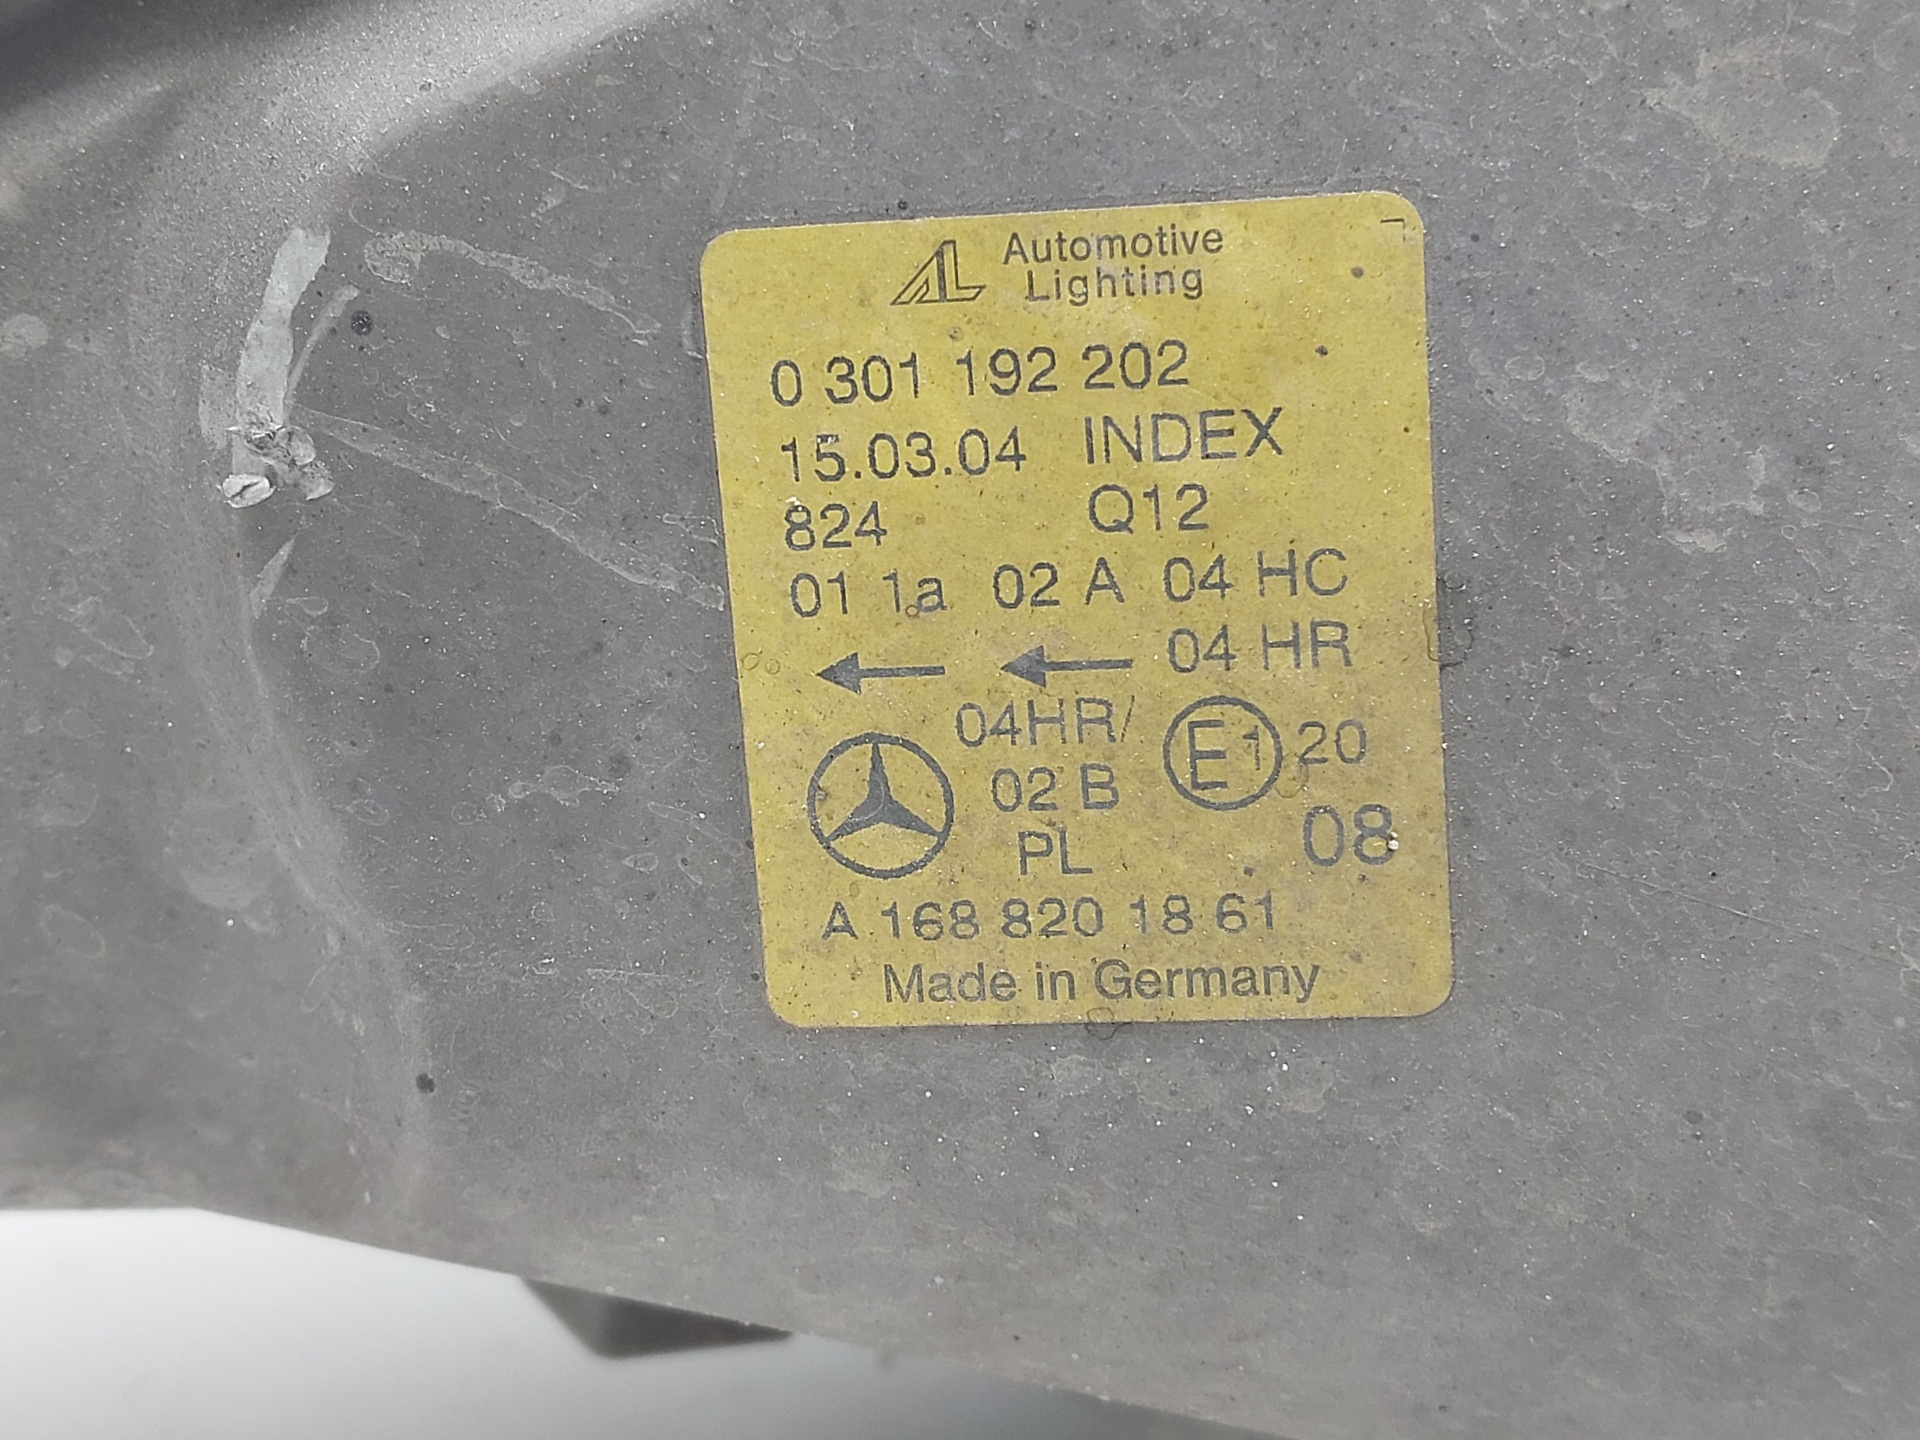 AL Automotive
Lighting
0 301 192 202
15.03.04 INDEX
824 Q12
01 1a 02 A 04 HC
04 HR
04HR/
E1 20
02 B
08
PL
A 168 820 18 61
Made in Germany